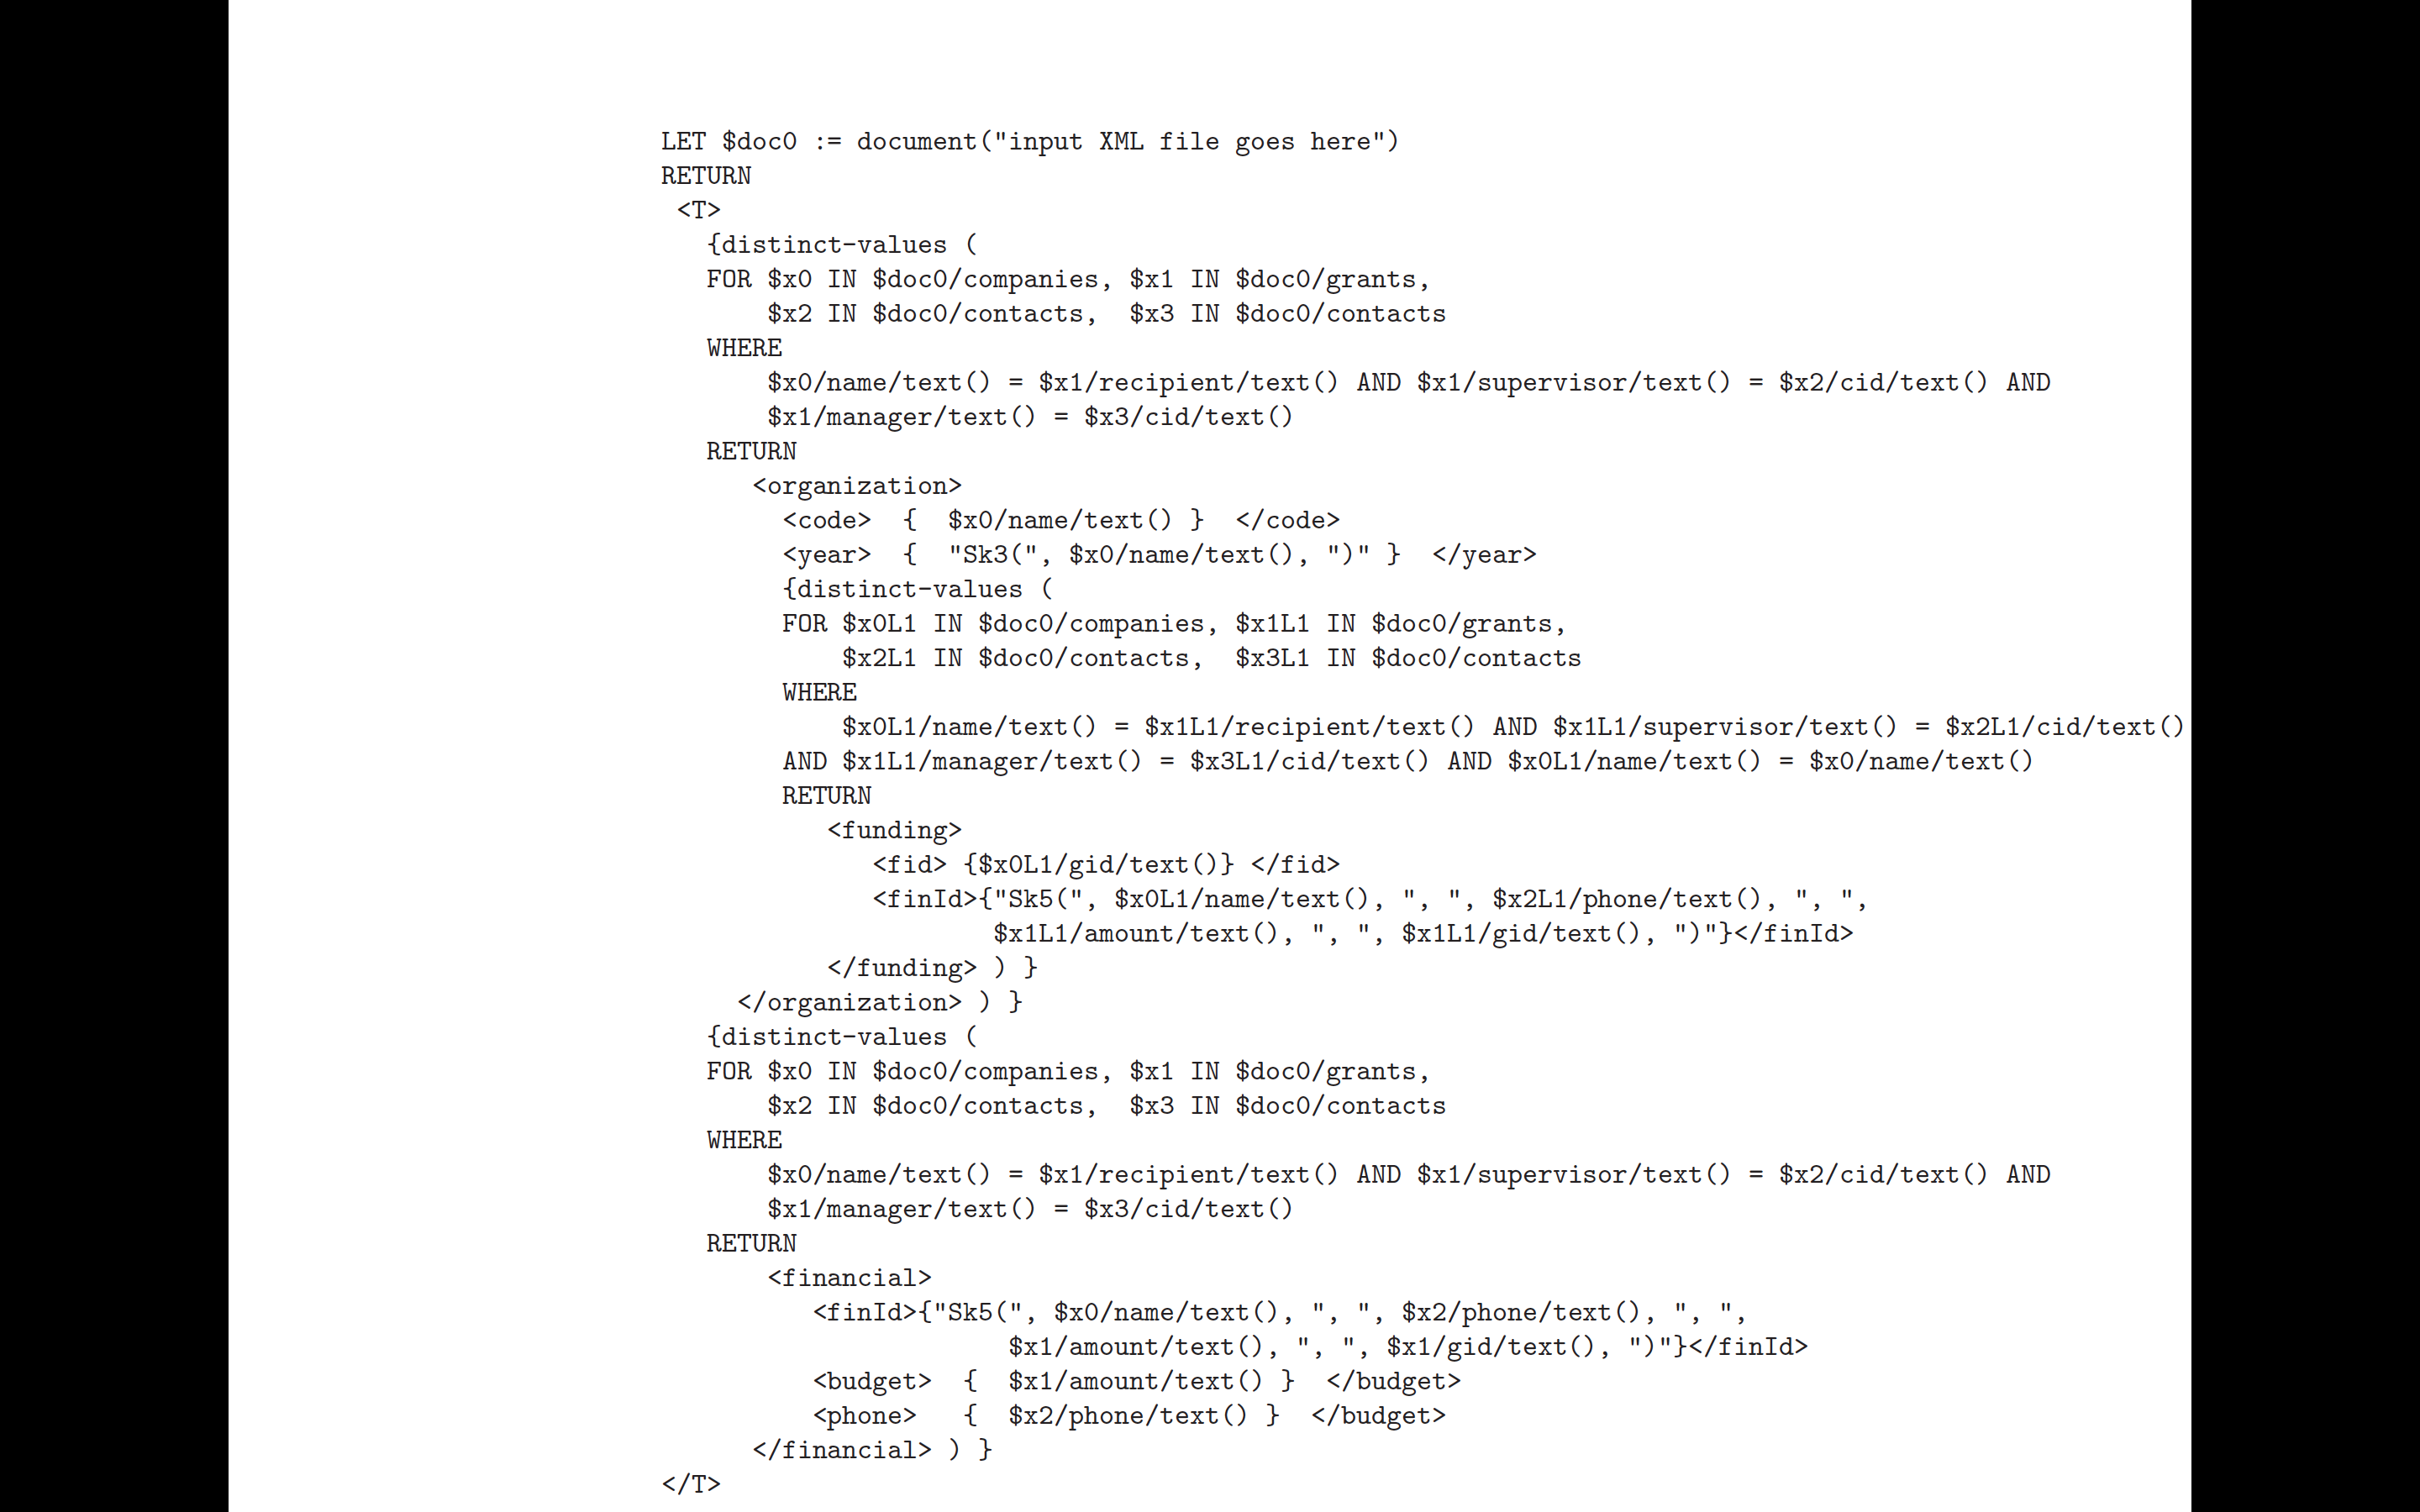 LET $doc0 := document("input XML file goes here")
RETURN
<T>
{distinct-values (
FOR $x0 IN $doc0/companies, $x1 IN $doc0/grants,
$x2 IN $doc0/contacts, $x3 IN $doc0/contacts
WHERE
$x0/name/text() = $x1/recipient/text() AND $x1/supervisor/text() = $x2/cid/text() AND
$x1/manager/text() = $x3/cid/text()
RETURN
<organization>
<code> { $x0/name/text() } </code>
<year> { "Sk3(", $x0/name/text(), ")" } </year>
{distinct-values (
FOR $x0L1 IN $doc0/companies, $x1L1 IN $doc0/grants,
$x2L1 IN $doc0/contacts, $x3L1 IN $doc0/contacts
WHERE
$x0L1/name/text() = $x1L1/recipient/text() AND $x1L1/supervisor/text() = $x2L1/cid/text()
AND $x1L1/manager/text() = $x3L1/cid/text() AND $x0L1/name/text() = $x0/name/text()
RETURN
<funding>
<fid> {$x0L1/gid/text()} </fid>
<finId>{"Sk5(", $x0L1/name/text(), ", ", $x2L1/phone/text(), ", ",
$x1L1/amount/text(), ", ", $x1L1/gid/text(), ")"}</finId>
</funding> ) }
</organization> ) }
{distinct-values (
FOR $x0 IN $doc0/companies, $x1 IN $doc0/grants,
$x2 IN $doc0/contacts, $x3 IN $doc0/contacts
WHERE
$x0/name/text() = $x1/recipient/text() AND $x1/supervisor/text() = $x2/cid/text() AND
$x1/manager/text() = $x3/cid/text()
RETURN
<financial>
<finId>{"Sk5(", $x0/name/text(), ", ", $x2/phone/text(), ", ",
$x1/amount/text(), ", ", $x1/gid/text(), ")"}</finId>
<budget> { $x1/amount/text() } </budget>
<phone> { $x2/phone/text() } </budget>
</financial> ) }
</T>